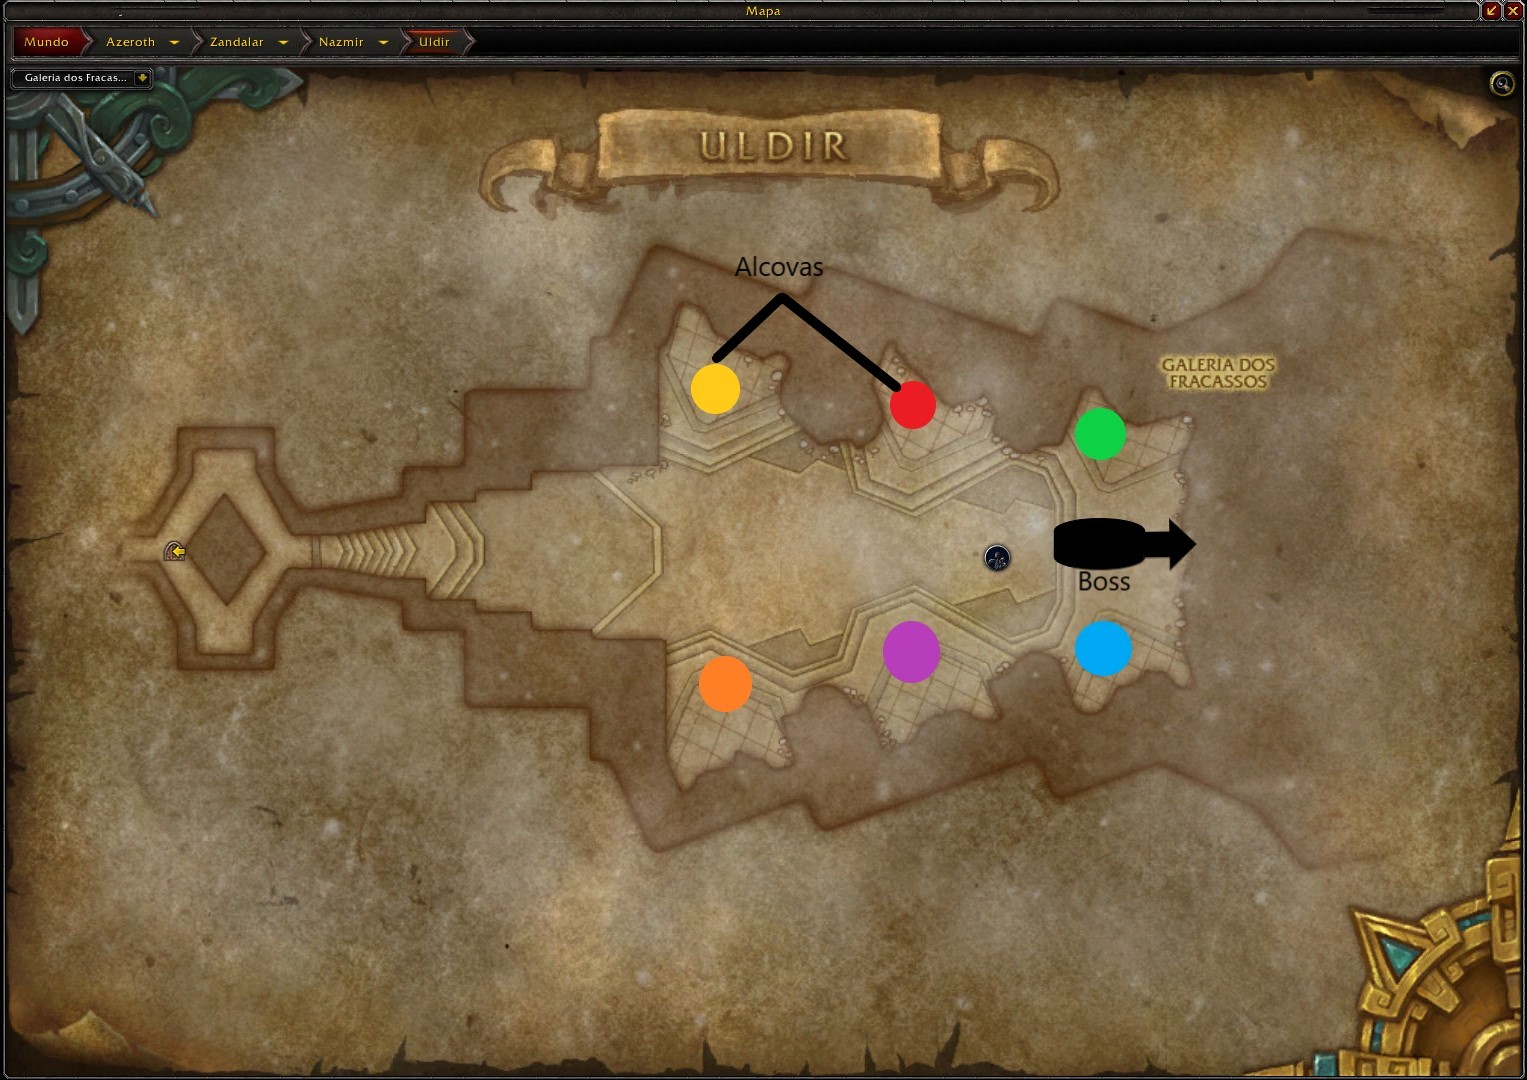 Mapa
Mundo
Azeroth
Zandalar
Nazmir
Uldir
Galeria dos Fracas...
ULDIR
Alcovas
GALERIA DOS
FRACASSOS
Boss